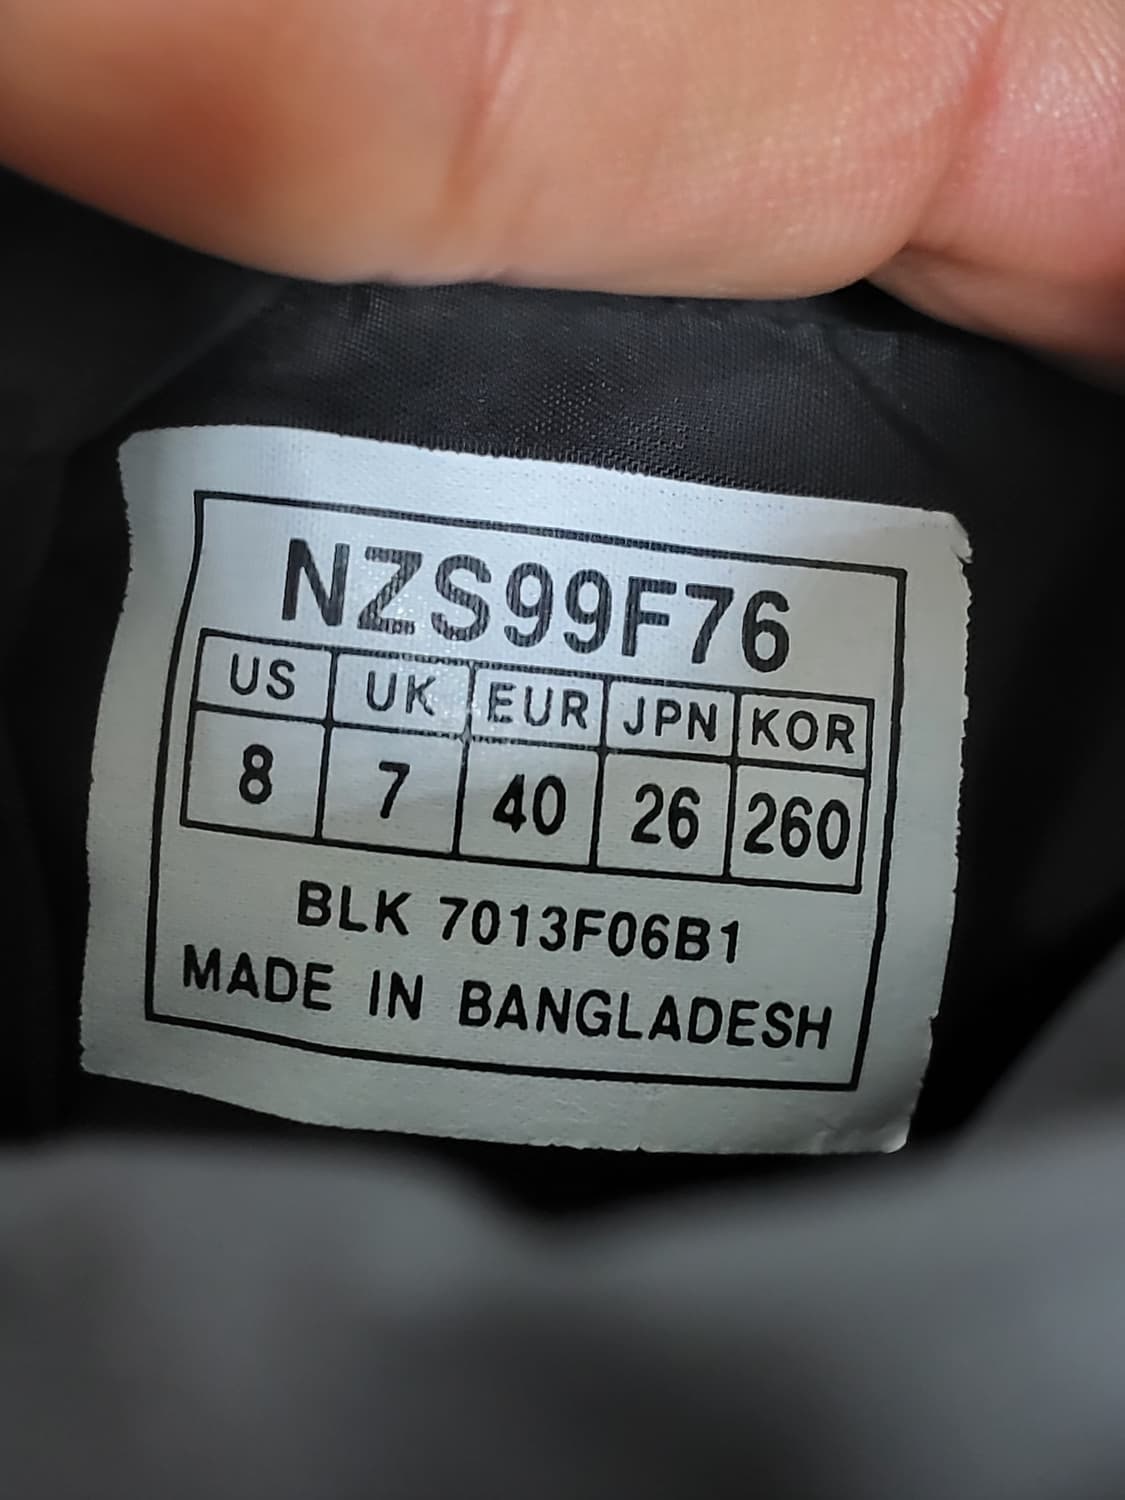 NZS99F76
US UK EUR JPN KOR
8 7 40 26 260
BLK 7013F06B1
MADE IN BANGLADESH